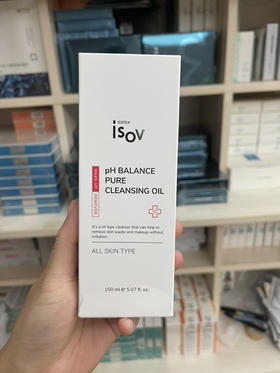 SOPEX
isov
pH BALANCE
PURE
CLEANSING OIL
MAKE-UP REMOVER
It's a oil type cleanser that can help to
remove skin waste and makeup without
irritation.
ALL SKIN TYPE
150 ml ℮ 5.07 fl. oz